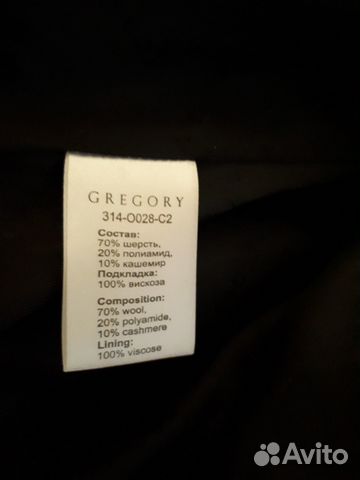 GREGORY
314-O028-C2
Состав:
70% шерсть,
20% полиамид,
10% кашемир
Подкладка:
100% вискоза
Composition:
70% wool,
20% polyamide,
10% cashmere
Lining:
100% viscose
Avito